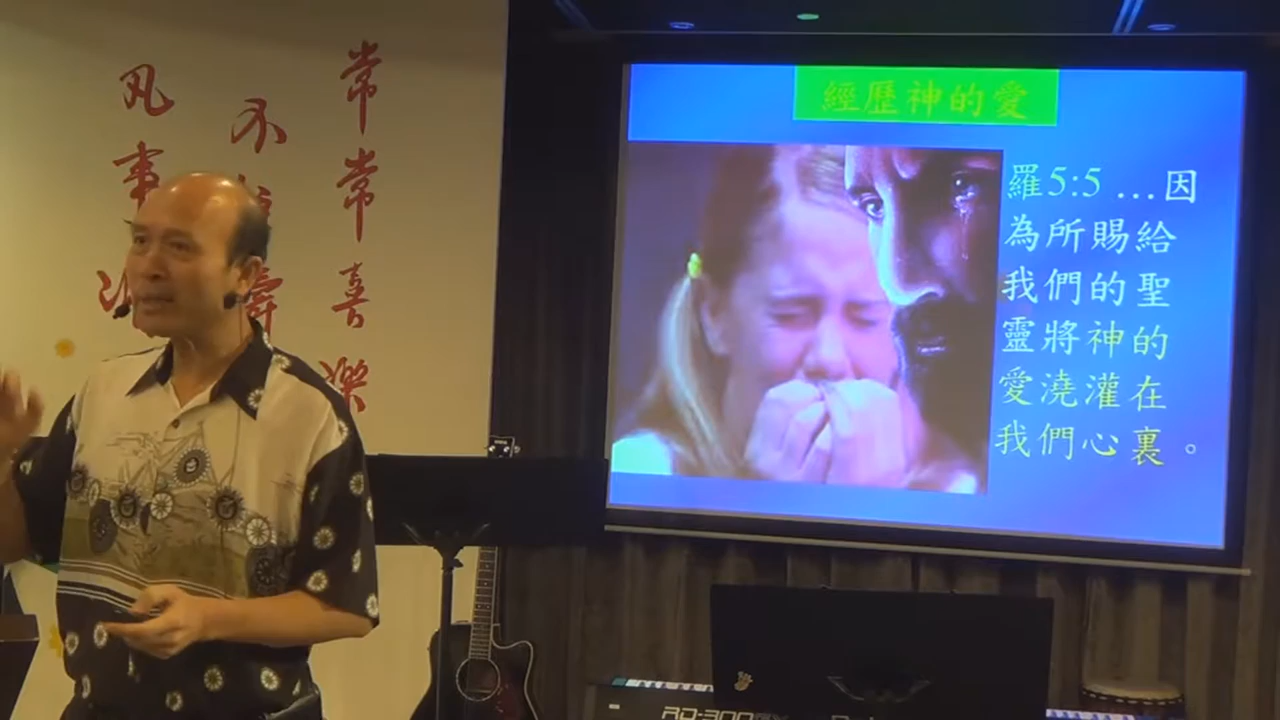 常常喜樂
不
凡事
經歷神的愛
羅5:5 …因
為所賜給
我們的聖
靈將神的
愛澆灌在
我們心裏。